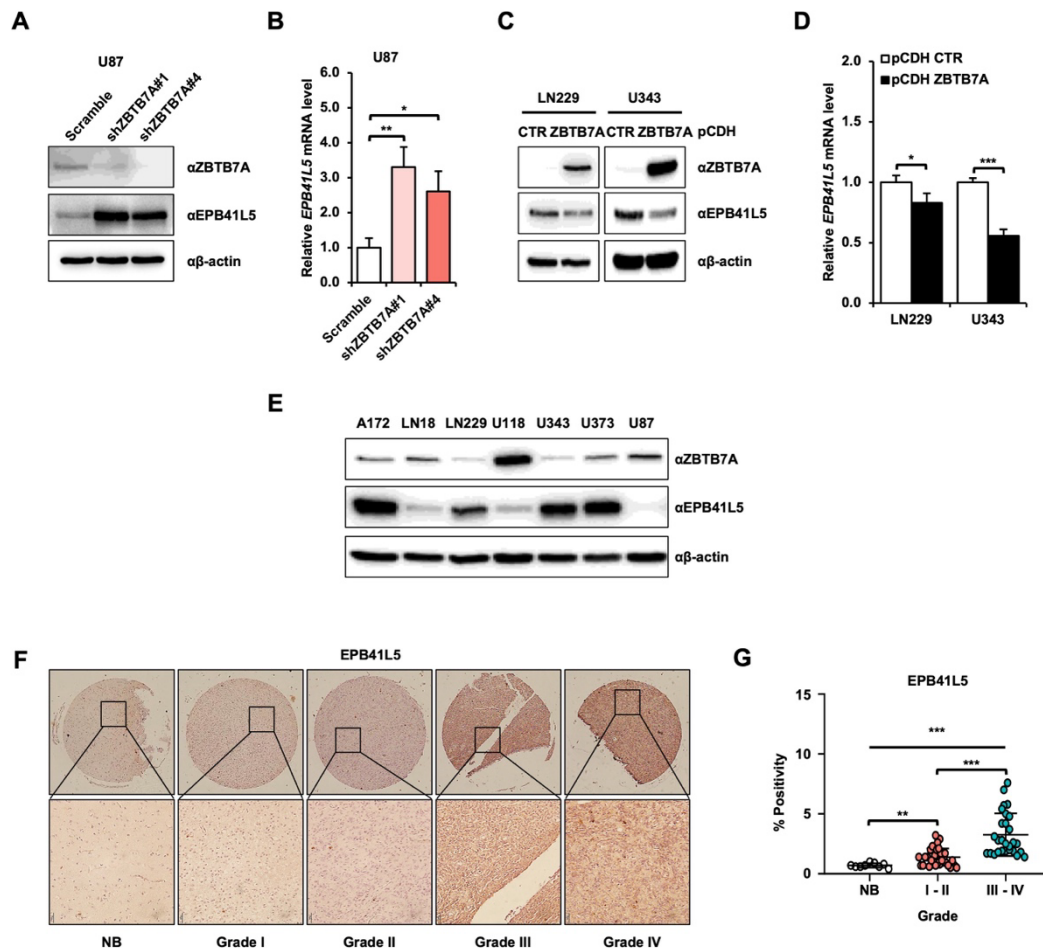 A
U87
Scramble
shZBTB7A#1
shZBTB7A#4
αZBTB7A
αEPB41L5
αβ-actin
B
U87
Relative EPB41L5 mRNA level
6.0
5.0
4.0
3.0
2.0
1.0
0.0
*
**
Scramble
shZBTB7A#1
shZBTB7A#4
C
LN229 U343
CTR ZBTB7A CTR ZBTB7A pCDH
αZBTB7A
αEPB41L5
αβ-actin
D
pCDH CTR
pCDH ZBTB7A
Relative EPB41L5 mRNA level
2.0
1.5
1.0
0.5
0.0
* ***
LN229 U343
E
A172 LN18 LN229 U118 U343 U373 U87
αZBTB7A
αEPB41L5
αβ-actin
F
EPB41L5
NB Grade I Grade II Grade III Grade IV
G
EPB41L5
% Positivity
15
10
5
0
***
***
**
NB I - II III - IV
Grade